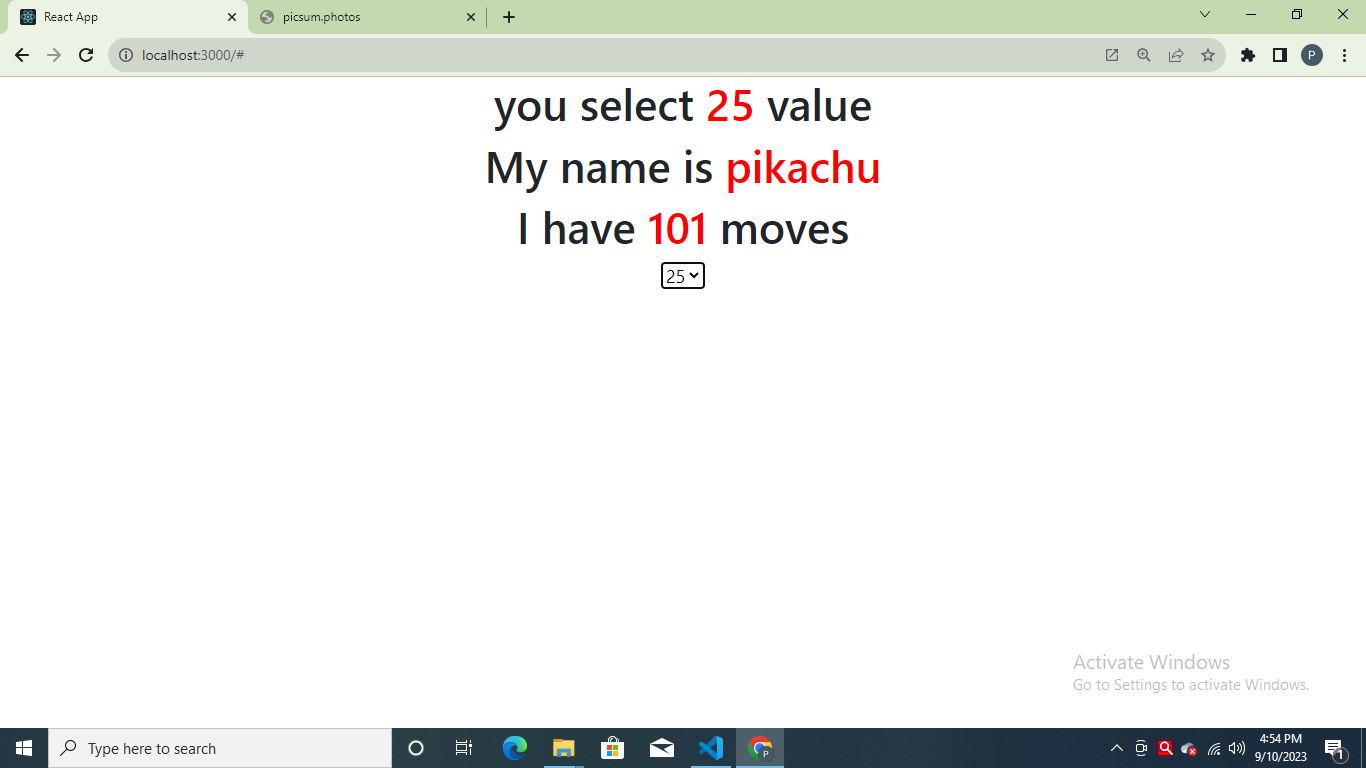 React App
picsum.photos
localhost:3000/#
P
you select 25 value
My name is pikachu
I have 101 moves
25
Activate Windows
Go to Settings to activate Windows.
Type here to search
P
4:54 PM
9/10/2023
1